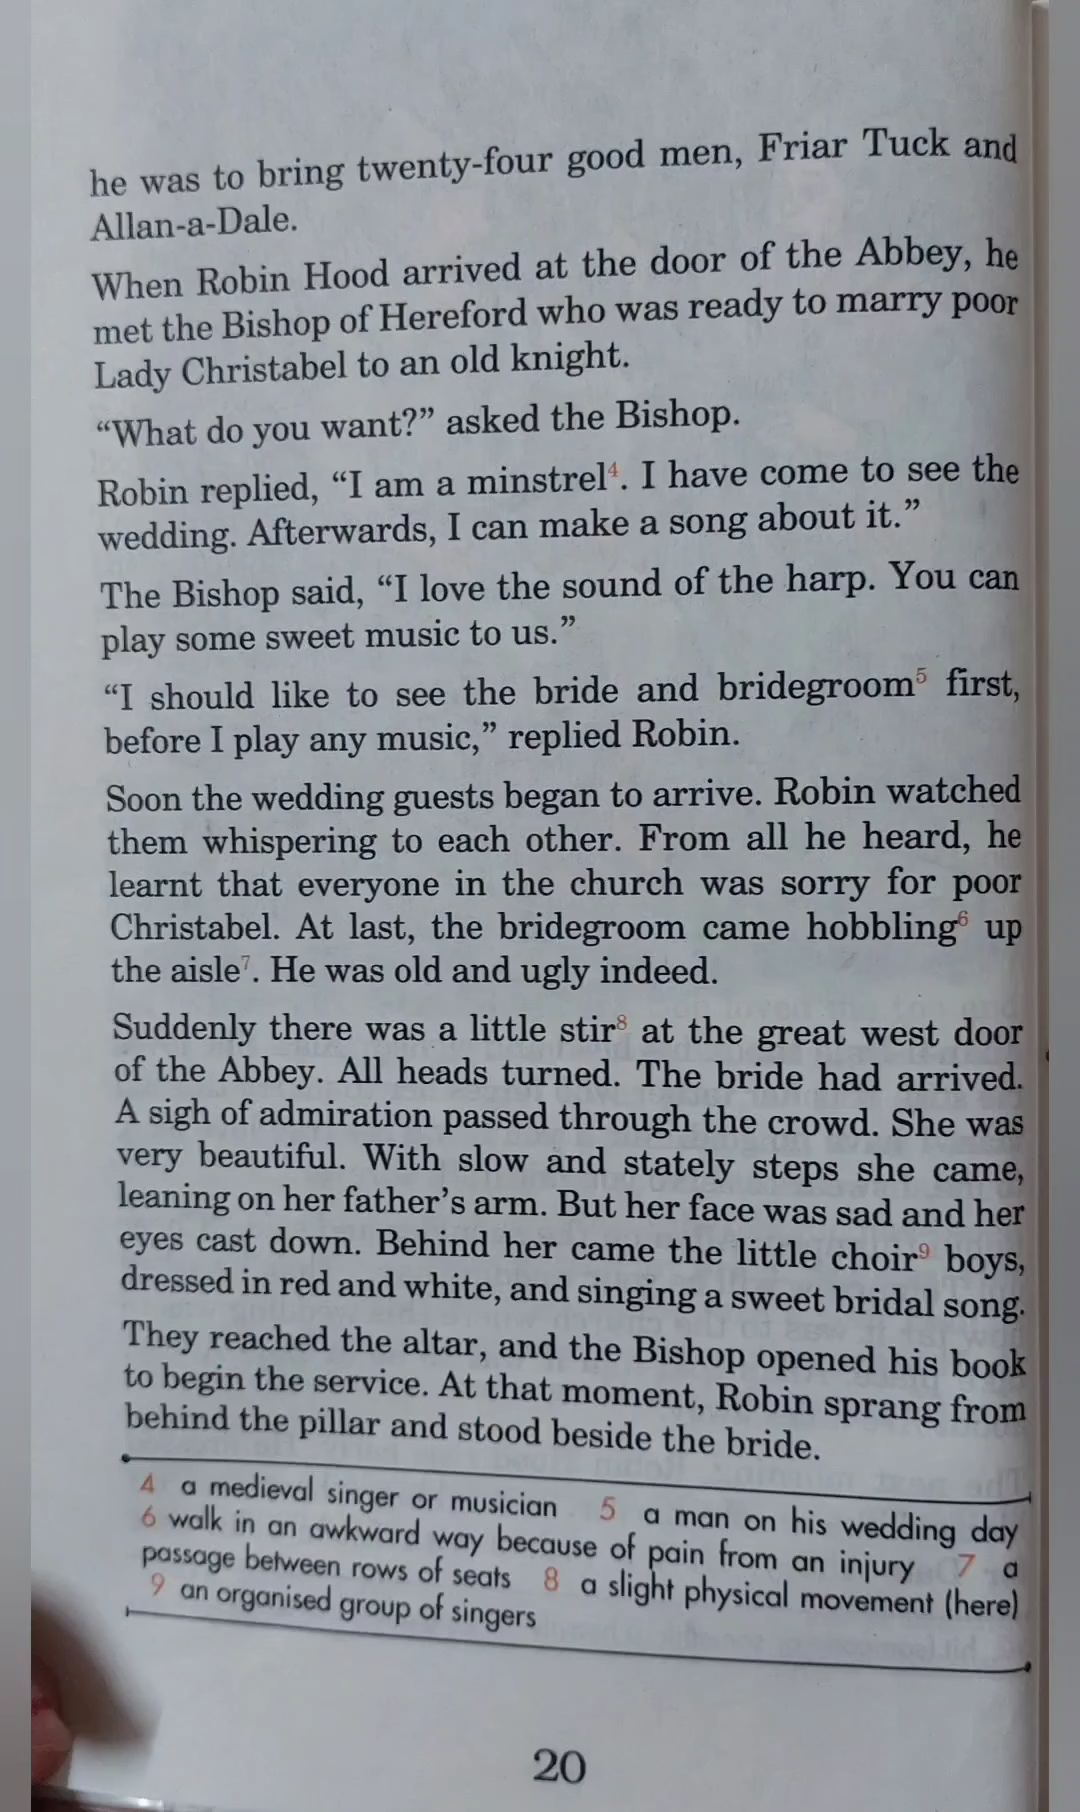 he was to bring twenty-four good men, Friar Tuck and
Allan-a-Dale.
When Robin Hood arrived at the door of the Abbey, he
met the Bishop of Hereford who was ready to marry poor
Lady Christabel to an old knight.
“What do you want?” asked the Bishop.
Robin replied, “I am a minstrel4. I have come to see the
wedding. Afterwards, I can make a song about it.”
The Bishop said, “I love the sound of the harp. You can
play some sweet music to us.”
“I should like to see the bride and bridegroom5 first,
before I play any music,” replied Robin.
Soon the wedding guests began to arrive. Robin watched
them whispering to each other. From all he heard, he
learnt that everyone in the church was sorry for poor
Christabel. At last, the bridegroom came hobbling6 up
the aisle7. He was old and ugly indeed.
Suddenly there was a little stir8 at the great west door
of the Abbey. All heads turned. The bride had arrived.
A sigh of admiration passed through the crowd. She was
very beautiful. With slow and stately steps she came,
leaning on her father’s arm. But her face was sad and her
eyes cast down. Behind her came the little choir9 boys,
dressed in red and white, and singing a sweet bridal song.
They reached the altar, and the Bishop opened his book
to begin the service. At that moment, Robin sprang from
behind the pillar and stood beside the bride.
4 a medieval singer or musician 5 a man on his wedding day
6 walk in an awkward way because of pain from an injury 7 a
passage between rows of seats 8 a slight physical movement (here)
9 an organised group of singers
20